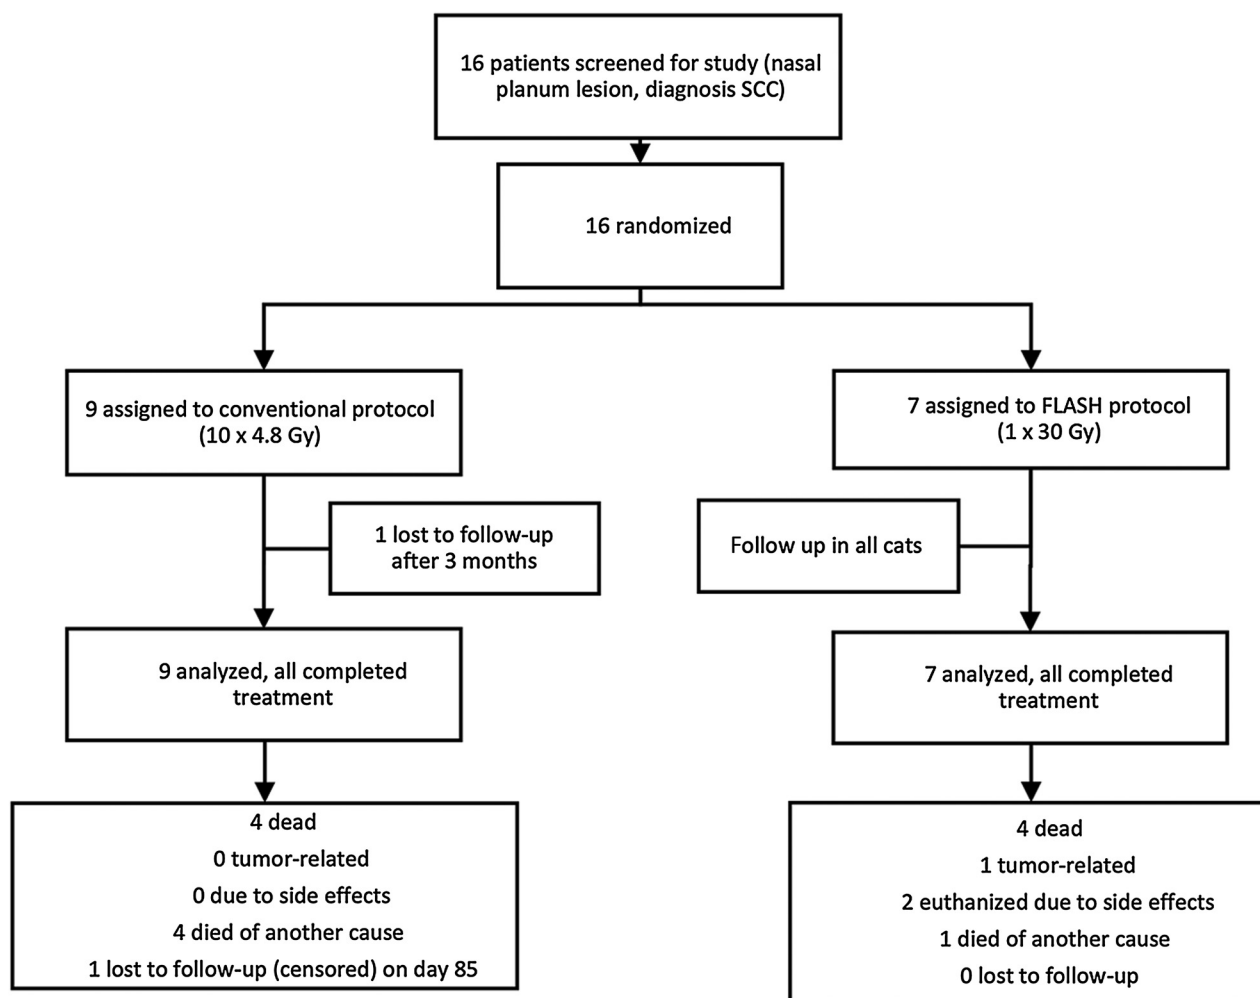 16 patients screened for study (nasal
planum lesion, diagnosis SCC)
16 randomized
9 assigned to conventional protocol
(10 x 4.8 Gy)
7 assigned to FLASH protocol
(1 x 30 Gy)
1 lost to follow-up
after 3 months
Follow up in all cats
9 analyzed, all completed
treatment
7 analyzed, all completed
treatment
4 dead
0 tumor-related
0 due to side effects
4 died of another cause
1 lost to follow-up (censored) on day 85
4 dead
1 tumor-related
2 euthanized due to side effects
1 died of another cause
0 lost to follow-up